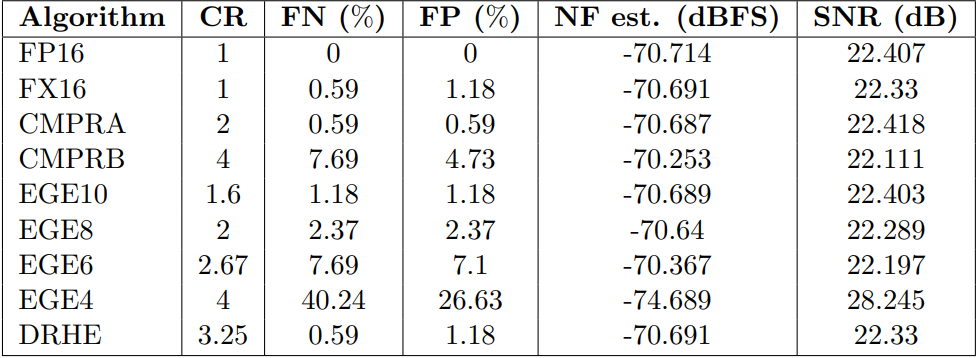 Algorithm CR FN (%) FP (%) NF est. (dBFS) SNR (dB)
FP16 1 0 0 -70.714 22.407
FX16 1 0.59 1.18 -70.691 22.33
CMPRA 2 0.59 0.59 -70.687 22.418
CMPRB 4 7.69 4.73 -70.253 22.111
EGE10 1.6 1.18 1.18 -70.689 22.403
EGE8 2 2.37 2.37 -70.64 22.289
EGE6 2.67 7.69 7.1 -70.367 22.197
EGE4 4 40.24 26.63 -74.689 28.245
DRHE 3.25 0.59 1.18 -70.691 22.33